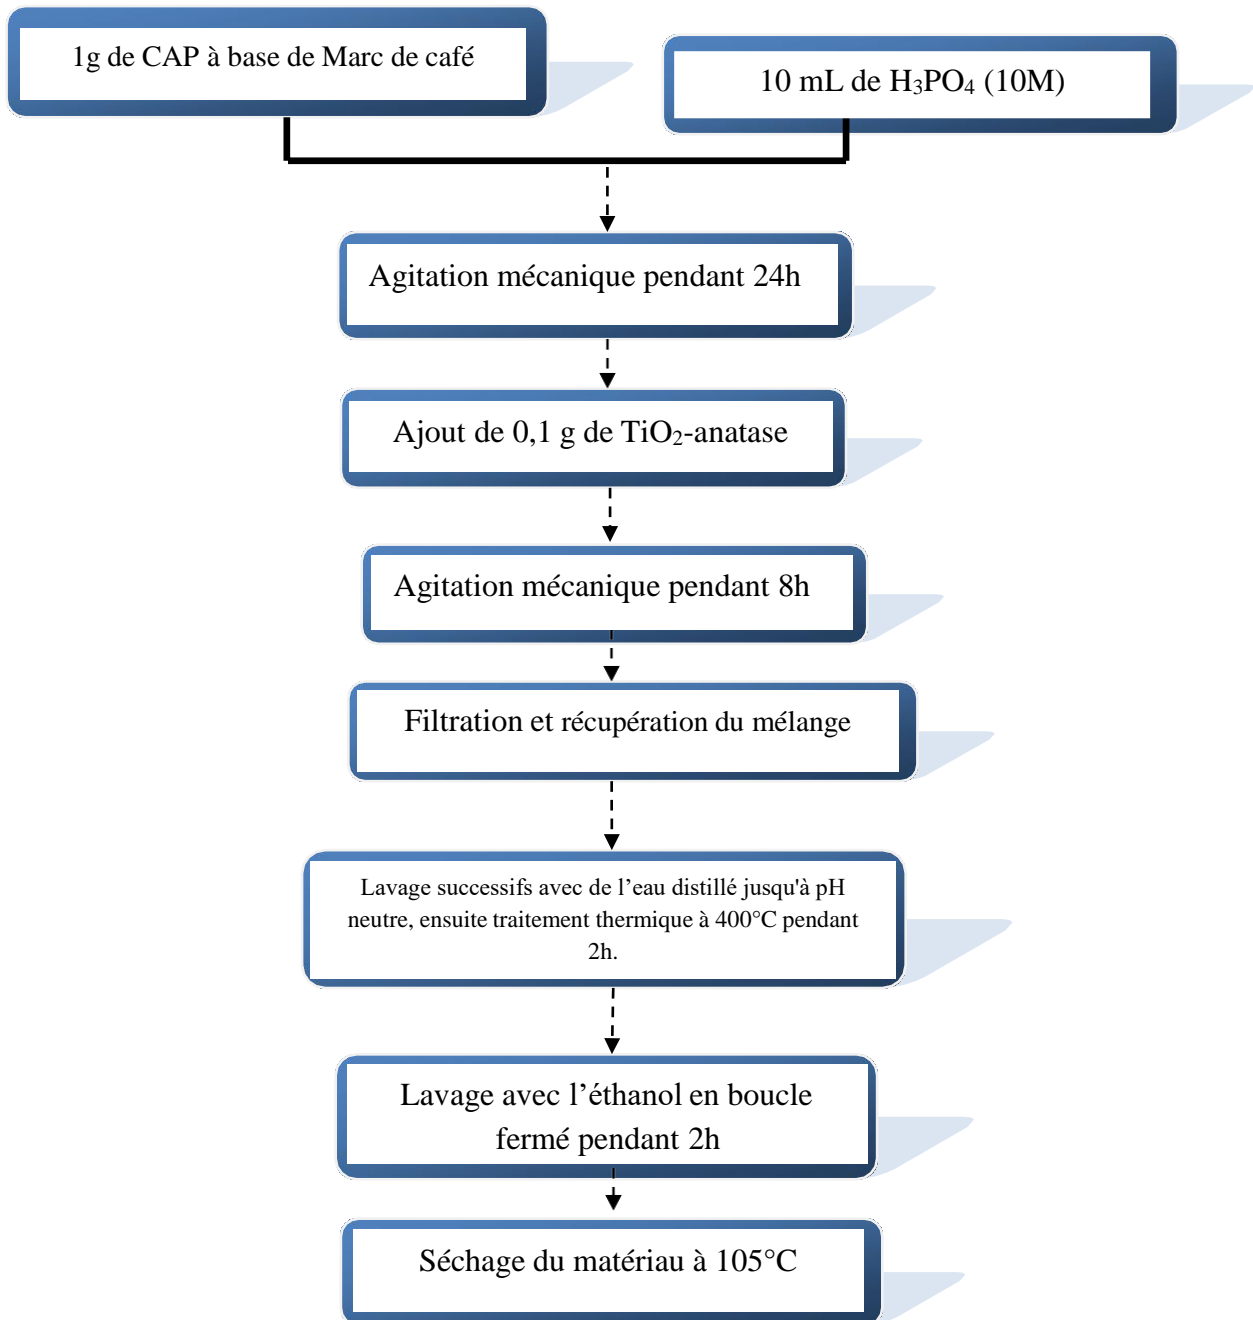 1g de CAP à base de Marc de café
10 mL de H₃PO₄ (10M)
Agitation mécanique pendant 24h
Ajout de 0,1 g de TiO₂-anatase
Agitation mécanique pendant 8h
Filtration et récupération du mélange
Lavage successifs avec de l’eau distillé jusqu'à pH
neutre, ensuite traitement thermique à 400°C pendant
2h.
Lavage avec l’éthanol en boucle
fermé pendant 2h
Séchage du matériau à 105°C